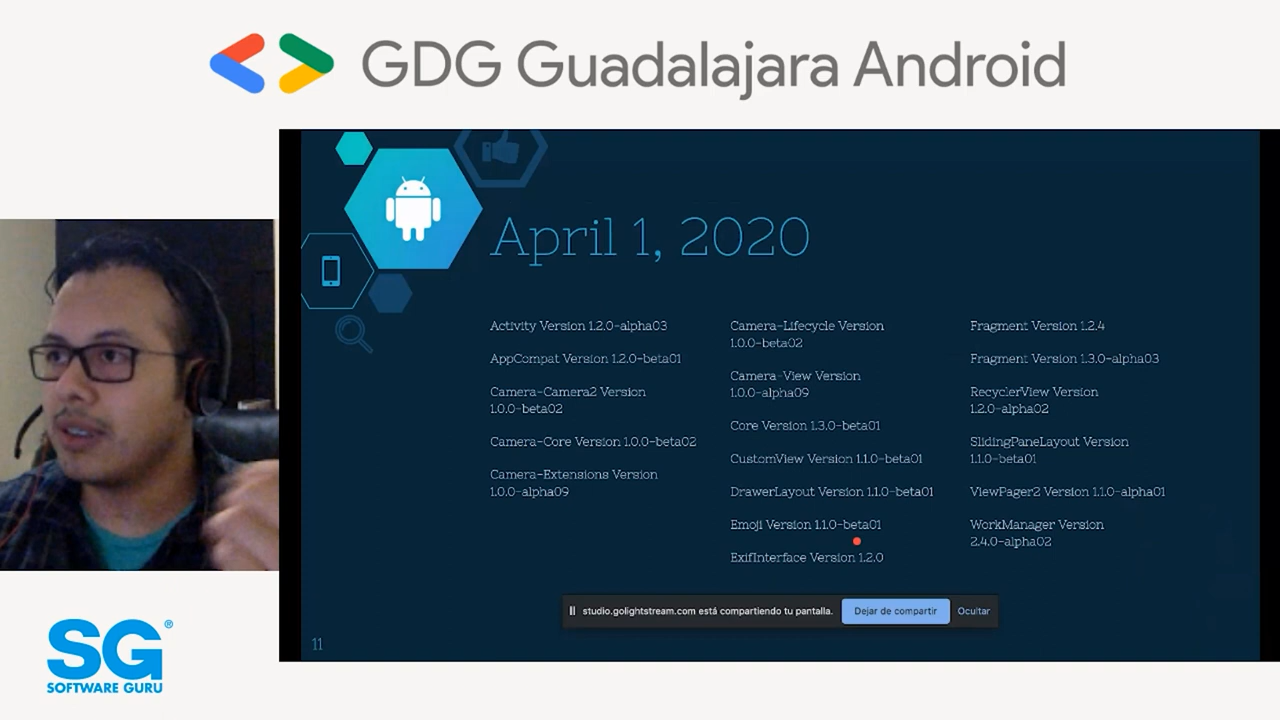 GDG Guadalajara Android
April 1, 2020
Activity Version 1.2.0-alpha03
AppCompat Version 1.2.0-beta01
Camera-Camera2 Version
1.0.0-beta02
Camera-Core Version 1.0.0-beta02
Camera-Extensions Version
1.0.0-alpha09
Camera-Lifecycle Version
1.0.0-beta02
Camera-View Version
1.0.0-alpha09
Core Version 1.3.0-beta01
CustomView Version 1.1.0-beta01
DrawerLayout Version 1.1.0-beta01
Emoji Version 1.1.0-beta01
ExifInterface Version 1.2.0
Fragment Version 1.2.4
Fragment Version 1.3.0-alpha03
RecyclerView Version
1.2.0-alpha02
SlidingPaneLayout Version
1.1.0-beta01
ViewPager2 Version 1.1.0-alpha01
WorkManager Version
2.4.0-alpha02
studio.golightstream.com está compartiendo tu pantalla. Dejar de compartir Ocultar
11
SG®
SOFTWARE GURU